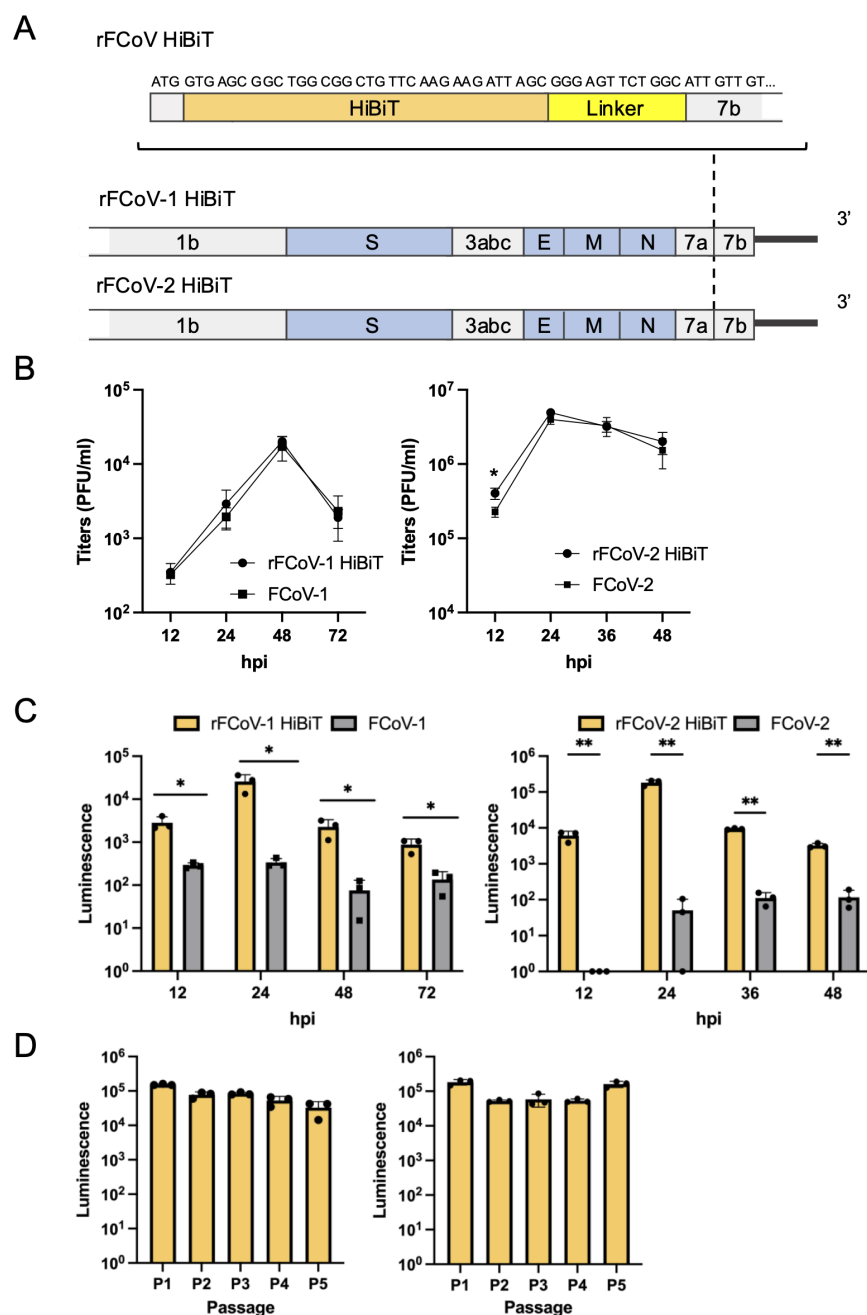 A
rFCoV HiBiT
ATG GTG AGC GGC TGG CGG CTG TTC AAG AAG ATT AGC GGG AGT TCT GGC ATT GTT GT...
HiBiT Linker 7b
rFCoV-1 HiBiT
3’
1b S 3abc E M N 7a 7b
rFCoV-2 HiBiT
3’
1b S 3abc E M N 7a 7b
B
Titers (PFU/ml)
10⁵
10⁴
10³
10²
rFCoV-1 HiBiT
FCoV-1
12 24 48 72
hpi
Titers (PFU/ml)
10⁷
10⁶
10⁵
10⁴
*
rFCoV-2 HiBiT
FCoV-2
12 24 36 48
hpi
C
rFCoV-1 HiBiT FCoV-1
Luminescence
10⁵
10⁴
10³
10²
10¹
10⁰
* * * *
12 24 48 72
hpi
rFCoV-2 HiBiT FCoV-2
Luminescence
10⁶
10⁵
10⁴
10³
10²
10¹
10⁰
** ** ** **
12 24 36 48
hpi
D
Luminescence
10⁶
10⁵
10⁴
10³
10²
10¹
10⁰
P1 P2 P3 P4 P5
Passage
Luminescence
10⁶
10⁵
10⁴
10³
10²
10¹
10⁰
P1 P2 P3 P4 P5
Passage